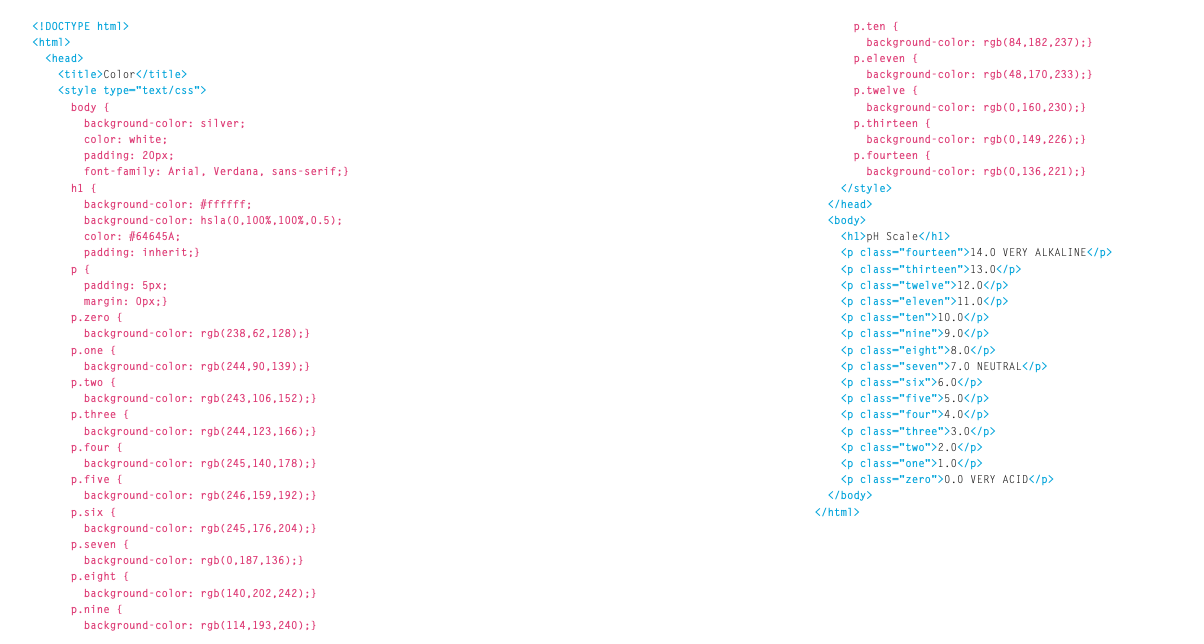 <!DOCTYPE html>
<html>
<head>
<title>Color</title>
<style type="text/css">
body {
background-color: silver;
color: white;
padding: 20px;
font-family: Arial, Verdana, sans-serif;}
h1 {
background-color: #ffffff;
background-color: hsla(0,100%,100%,0.5);
color: #64645A;
padding: inherit;}
p {
padding: 5px;
margin: 0px;}
p.zero {
background-color: rgb(238,62,128);}
p.one {
background-color: rgb(244,90,139);}
p.two {
background-color: rgb(243,106,152);}
p.three {
background-color: rgb(244,123,166);}
p.four {
background-color: rgb(245,140,178);}
p.five {
background-color: rgb(246,159,192);}
p.six {
background-color: rgb(245,176,204);}
p.seven {
background-color: rgb(0,187,136);}
p.eight {
background-color: rgb(140,202,242);}
p.nine {
background-color: rgb(114,193,240);}
p.ten {
background-color: rgb(84,182,237);}
p.eleven {
background-color: rgb(48,170,233);}
p.twelve {
background-color: rgb(0,160,230);}
p.thirteen {
background-color: rgb(0,149,226);}
p.fourteen {
background-color: rgb(0,136,221);}
</style>
</head>
<body>
<h1>pH Scale</h1>
<p class="fourteen">14.0 VERY ALKALINE</p>
<p class="thirteen">13.0</p>
<p class="twelve">12.0</p>
<p class="eleven">11.0</p>
<p class="ten">10.0</p>
<p class="nine">9.0</p>
<p class="eight">8.0</p>
<p class="seven">7.0 NEUTRAL</p>
<p class="six">6.0</p>
<p class="five">5.0</p>
<p class="four">4.0</p>
<p class="three">3.0</p>
<p class="two">2.0</p>
<p class="one">1.0</p>
<p class="zero">0.0 VERY ACID</p>
</body>
</html>